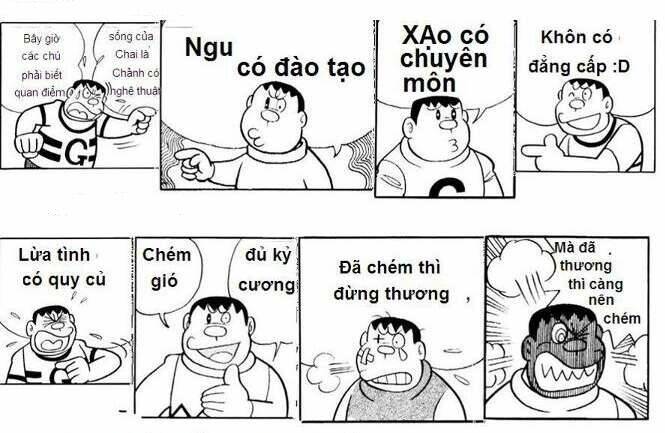 Bây giờ
các chú
phải biết
quan điểm
sống của
Chai là
Chảnh có
nghệ thuật
G
Ngu
có đào tạo
XẠo có
chuyên
môn
Khôn có
đẳng cấp :D
Lừa tình
có quy củ
Chém
gió
đủ kỷ
cương
Đã chém thì
đừng thương ,
Mà đã
thương
thì càng
nên
chém